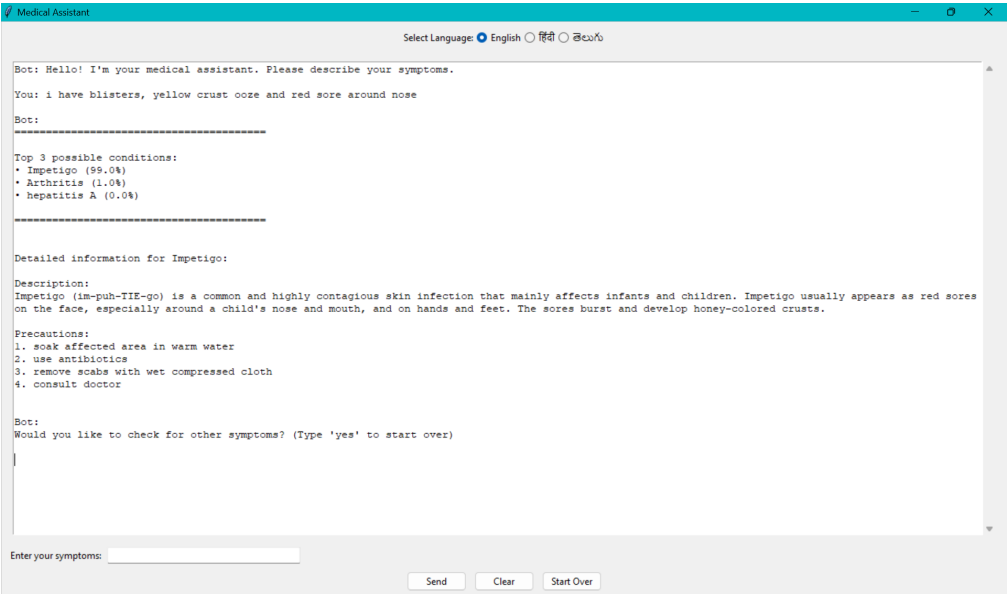 Medical Assistant
Select Language: English हिंदी తెలుగు
Bot: Hello! I'm your medical assistant. Please describe your symptoms.
You: i have blisters, yellow crust ooze and red sore around nose
Bot:
========================================
Top 3 possible conditions:
• Impetigo (99.0%)
• Arthritis (1.0%)
• hepatitis A (0.0%)
========================================
Detailed information for Impetigo:
Description:
Impetigo (im-puh-TIE-go) is a common and highly contagious skin infection that mainly affects infants and children. Impetigo usually appears as red sores
on the face, especially around a child's nose and mouth, and on hands and feet. The sores burst and develop honey-colored crusts.
Precautions:
1. soak affected area in warm water
2. use antibiotics
3. remove scabs with wet compressed cloth
4. consult doctor
Bot:
Would you like to check for other symptoms? (Type 'yes' to start over)
Enter your symptoms:
Send Clear Start Over